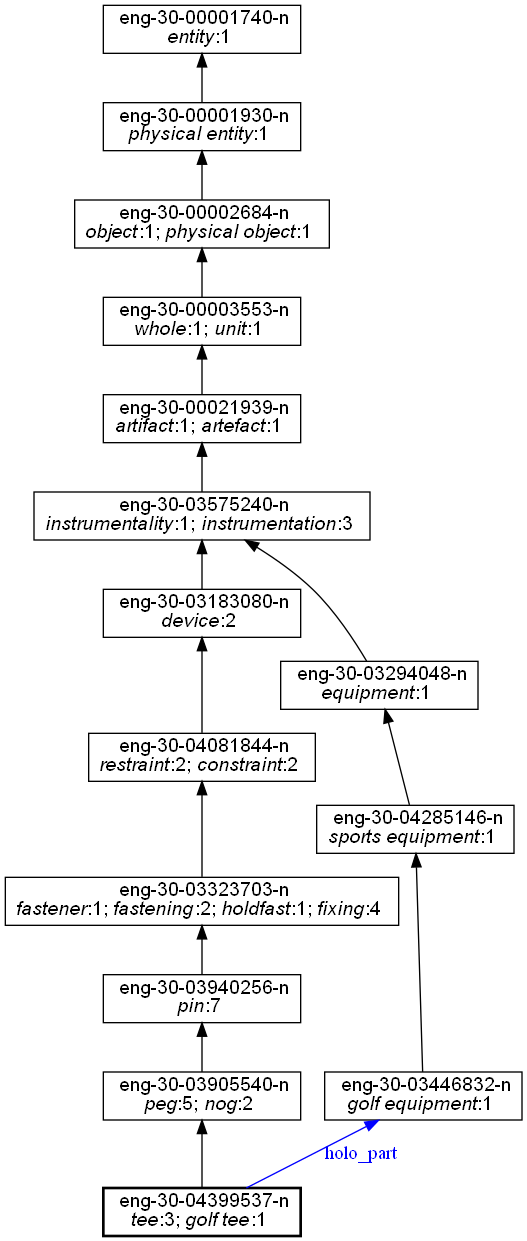 eng-30-00001740-n
entity:1
eng-30-00001930-n
physical entity:1
eng-30-00002684-n
object:1; physical object:1
eng-30-00003553-n
whole:1; unit:1
eng-30-00021939-n
artifact:1; artefact:1
eng-30-03575240-n
instrumentality:1; instrumentation:3
eng-30-03183080-n
device:2
eng-30-03294048-n
equipment:1
eng-30-04081844-n
restraint:2; constraint:2
eng-30-04285146-n
sports equipment:1
eng-30-03323703-n
fastener:1; fastening:2; holdfast:1; fixing:4
eng-30-03940256-n
pin:7
eng-30-03905540-n
peg:5; nog:2
eng-30-03446832-n
golf equipment:1
holo_part
eng-30-04399537-n
tee:3; golf tee:1